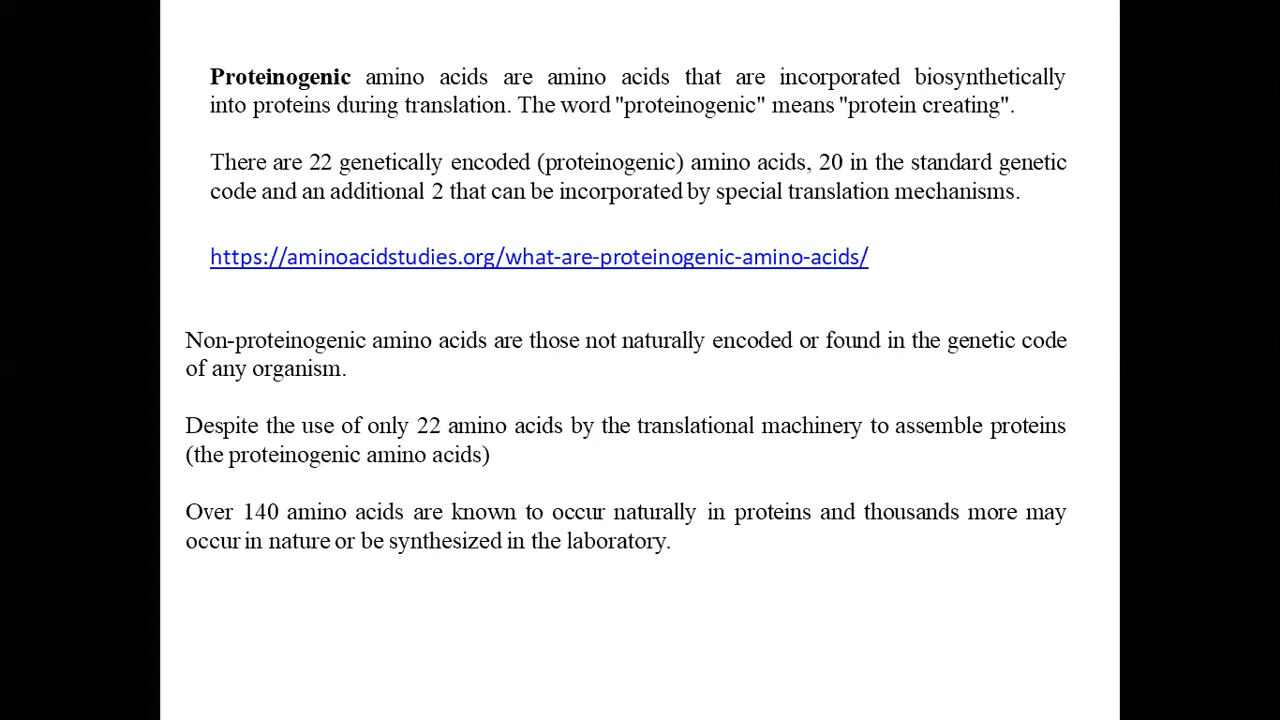 Proteinogenic amino acids are amino acids that are incorporated biosynthetically
into proteins during translation. The word "proteinogenic" means "protein creating".
There are 22 genetically encoded (proteinogenic) amino acids, 20 in the standard genetic
code and an additional 2 that can be incorporated by special translation mechanisms.
https://aminoacidstudies.org/what-are-proteinogenic-amino-acids/
Non-proteinogenic amino acids are those not naturally encoded or found in the genetic code
of any organism.
Despite the use of only 22 amino acids by the translational machinery to assemble proteins
(the proteinogenic amino acids)
Over 140 amino acids are known to occur naturally in proteins and thousands more may
occur in nature or be synthesized in the laboratory.